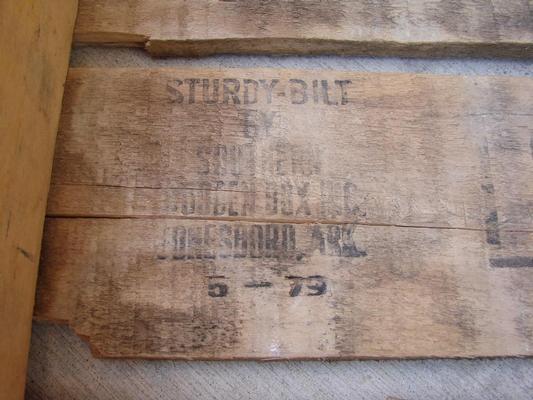 STURDY-BILT
BY
SOUTHERN
WOODEN BOX INC.
JONESBORO, ARK.
5 - 79